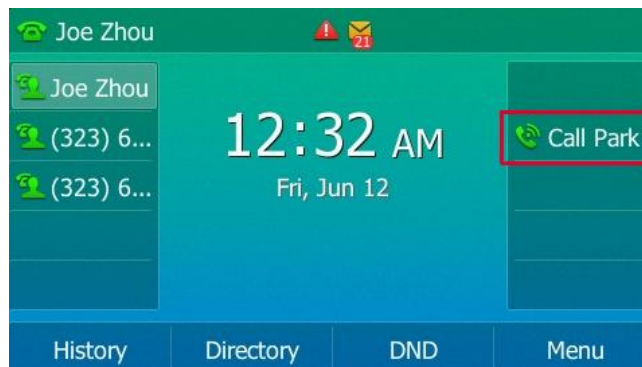 Joe Zhou
21
Joe Zhou
(323) 6...
(323) 6...
12:32 AM
Fri, Jun 12
Call Park
History
Directory
DND
Menu